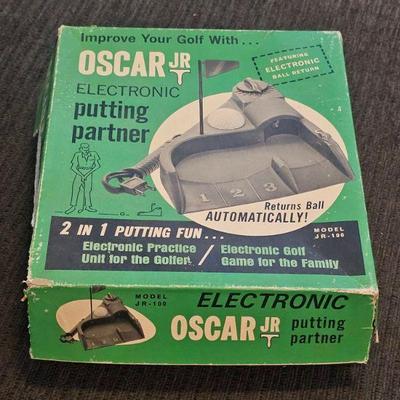 Improve Your Golf With...
OSCAR JR
ELECTRONIC
putting
partner
FEATURING
ELECTRONIC
BALL RETURN
1 2 3
Returns Ball
AUTOMATICALLY!
MODEL
JR-100
2 IN 1 PUTTING FUN...
Electronic Practice
Unit for the Golfer
/
Electronic Golf
Game for the Family
MODEL
JR-100
ELECTRONIC
OSCAR JR
putting
partner